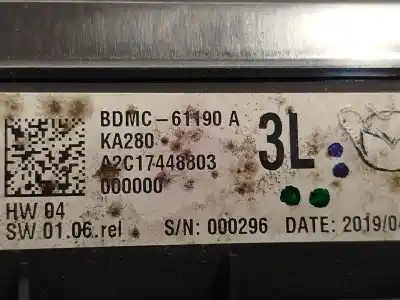 BDMC-61190 A
KA280
A2C17448803
000000
3L
HW 04
SW 01.06.rel
S/N: 000296
DATE: 2019/04